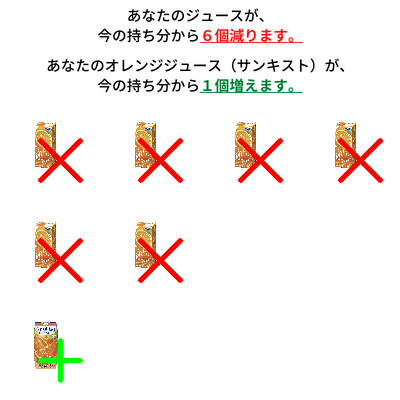 あなたのジュースが、
今の持ち分から６個減ります。
あなたのオレンジジュース（サンキスト）が、
今の持ち分から１個増えます。